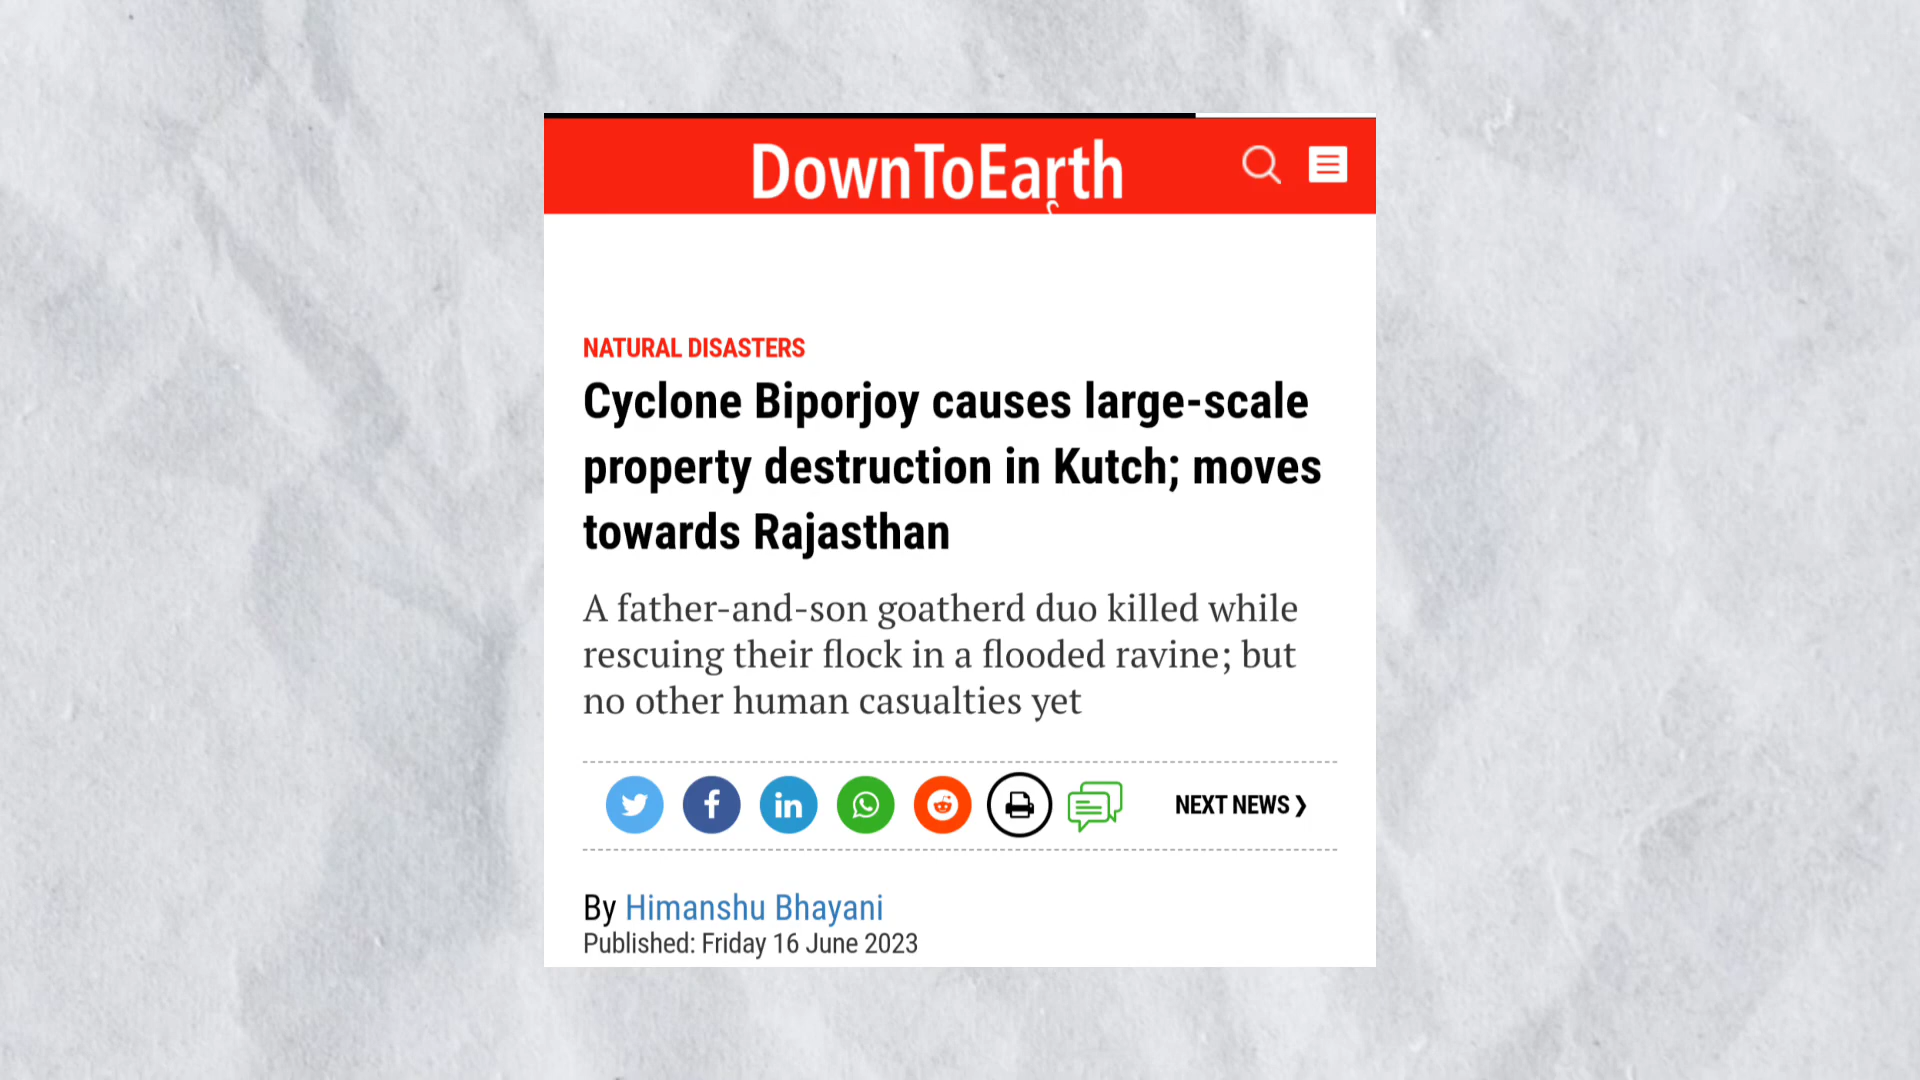 DownToEarth
NATURAL DISASTERS
Cyclone Biporjoy causes large-scale
property destruction in Kutch; moves
towards Rajasthan
A father-and-son goatherd duo killed while
rescuing their flock in a flooded ravine; but
no other human casualties yet
NEXT NEWS ❯
By Himanshu Bhayani
Published: Friday 16 June 2023